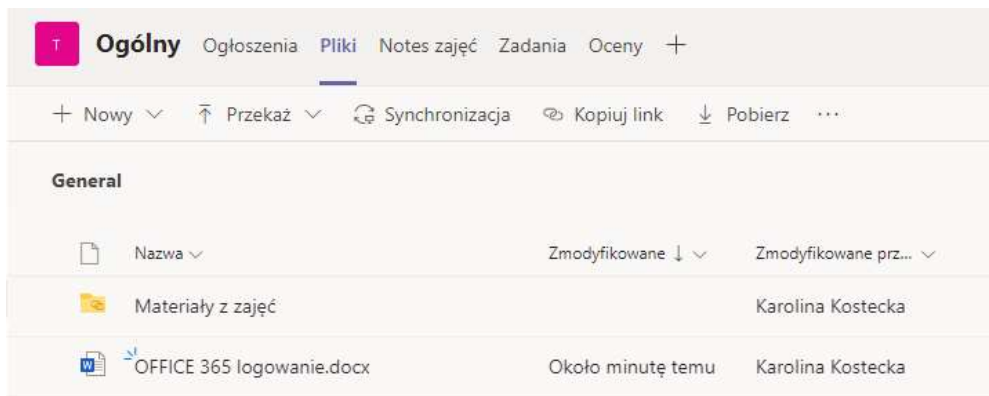 T Ogólny Ogłoszenia Pliki Notes zajęć Zadania Oceny
Nowy Przekaż Synchronizacja Kopiuj link Pobierz ...
General
Nazwa Zmodyfikowane Zmodyfikowane prz...
Materiały z zajęć Karolina Kostecka
OFFICE 365 logowanie.docx Około minutę temu Karolina Kostecka